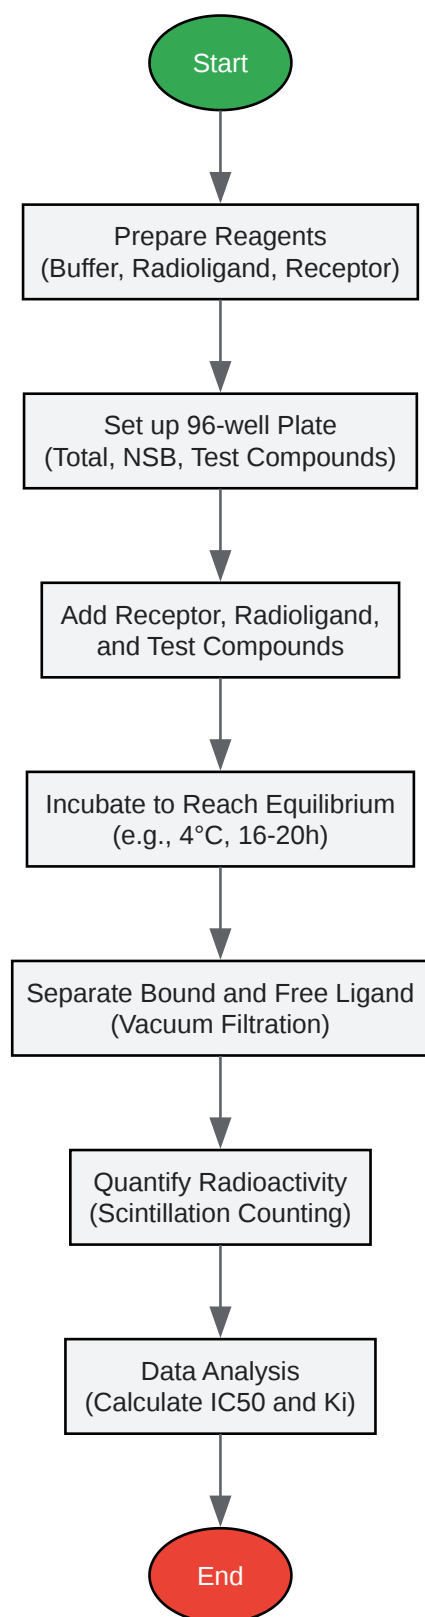 Start
Prepare Reagents
(Buffer, Radioligand, Receptor)
Set up 96-well Plate
(Total, NSB, Test Compounds)
Add Receptor, Radioligand,
and Test Compounds
Incubate to Reach Equilibrium
(e.g., 4°C, 16-20h)
Separate Bound and Free Ligand
(Vacuum Filtration)
Quantify Radioactivity
(Scintillation Counting)
Data Analysis
(Calculate IC50 and Ki)
End